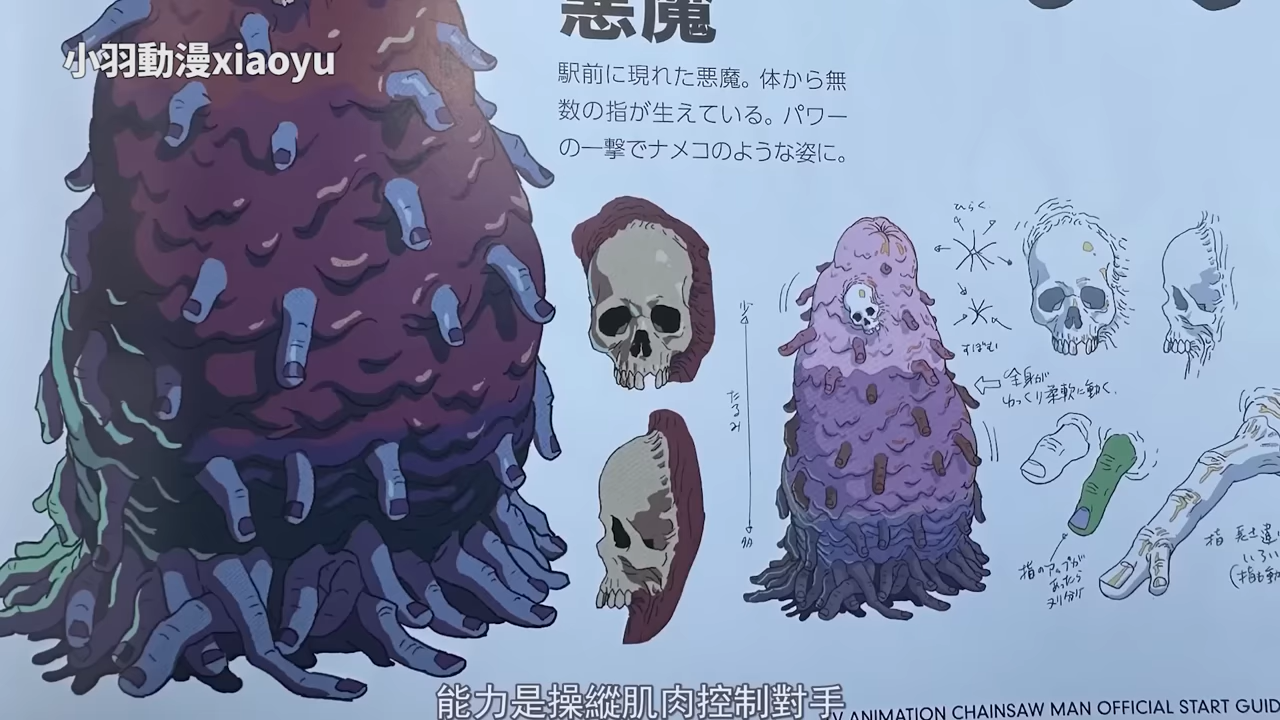 小羽動漫xiaoyu
悪魔
駅前に現れた悪魔。体から無
数の指が生えている。パワー
の一撃でナメコのような姿に。
ひらく
すぼむ
少
たるみ
多
全身が
ゆっくり柔軟に動く.
指のアップが
あったら
ヌリ分け
指 長さ違い
いろい
能力是操縱肌肉控制對手
V ANIMATION CHAINSAW MAN OFFICIAL START GUID